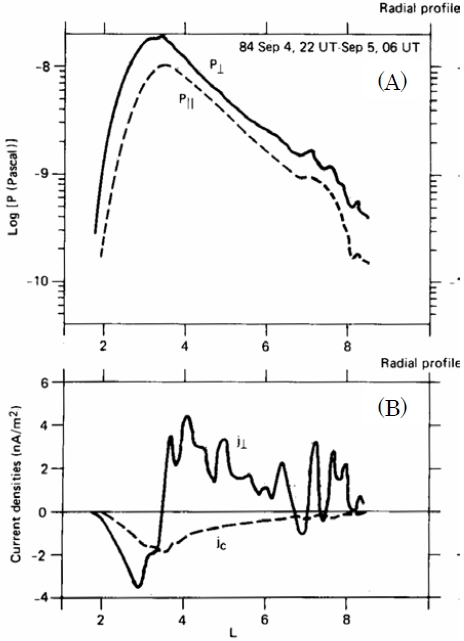 Radial profile
84 Sep 4, 22 UT-Sep 5, 06 UT
(A)
P⊥
P||
Log [P (Pascal)]
-8
-9
-10
2 4 6 8
Radial profile
(B)
j⊥
jc
Current densities (nA/m²)
6
4
2
0
-2
-4
2 4 6 8
L